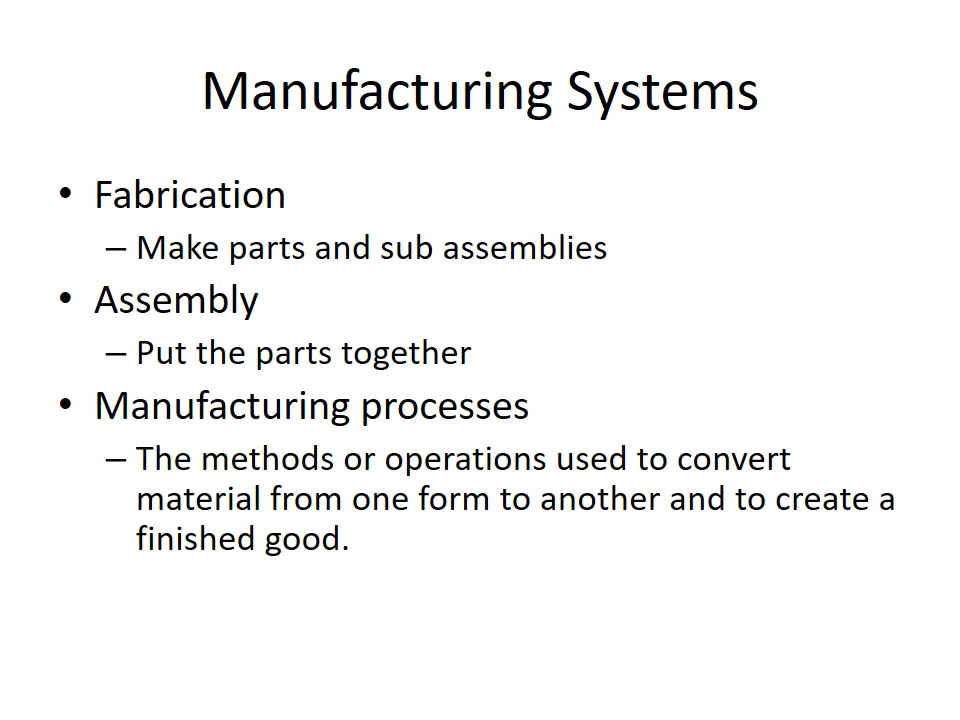 Manufacturing Systems
• Fabrication
– Make parts and sub assemblies
• Assembly
– Put the parts together
• Manufacturing processes
– The methods or operations used to convert
material from one form to another and to create a
finished good.